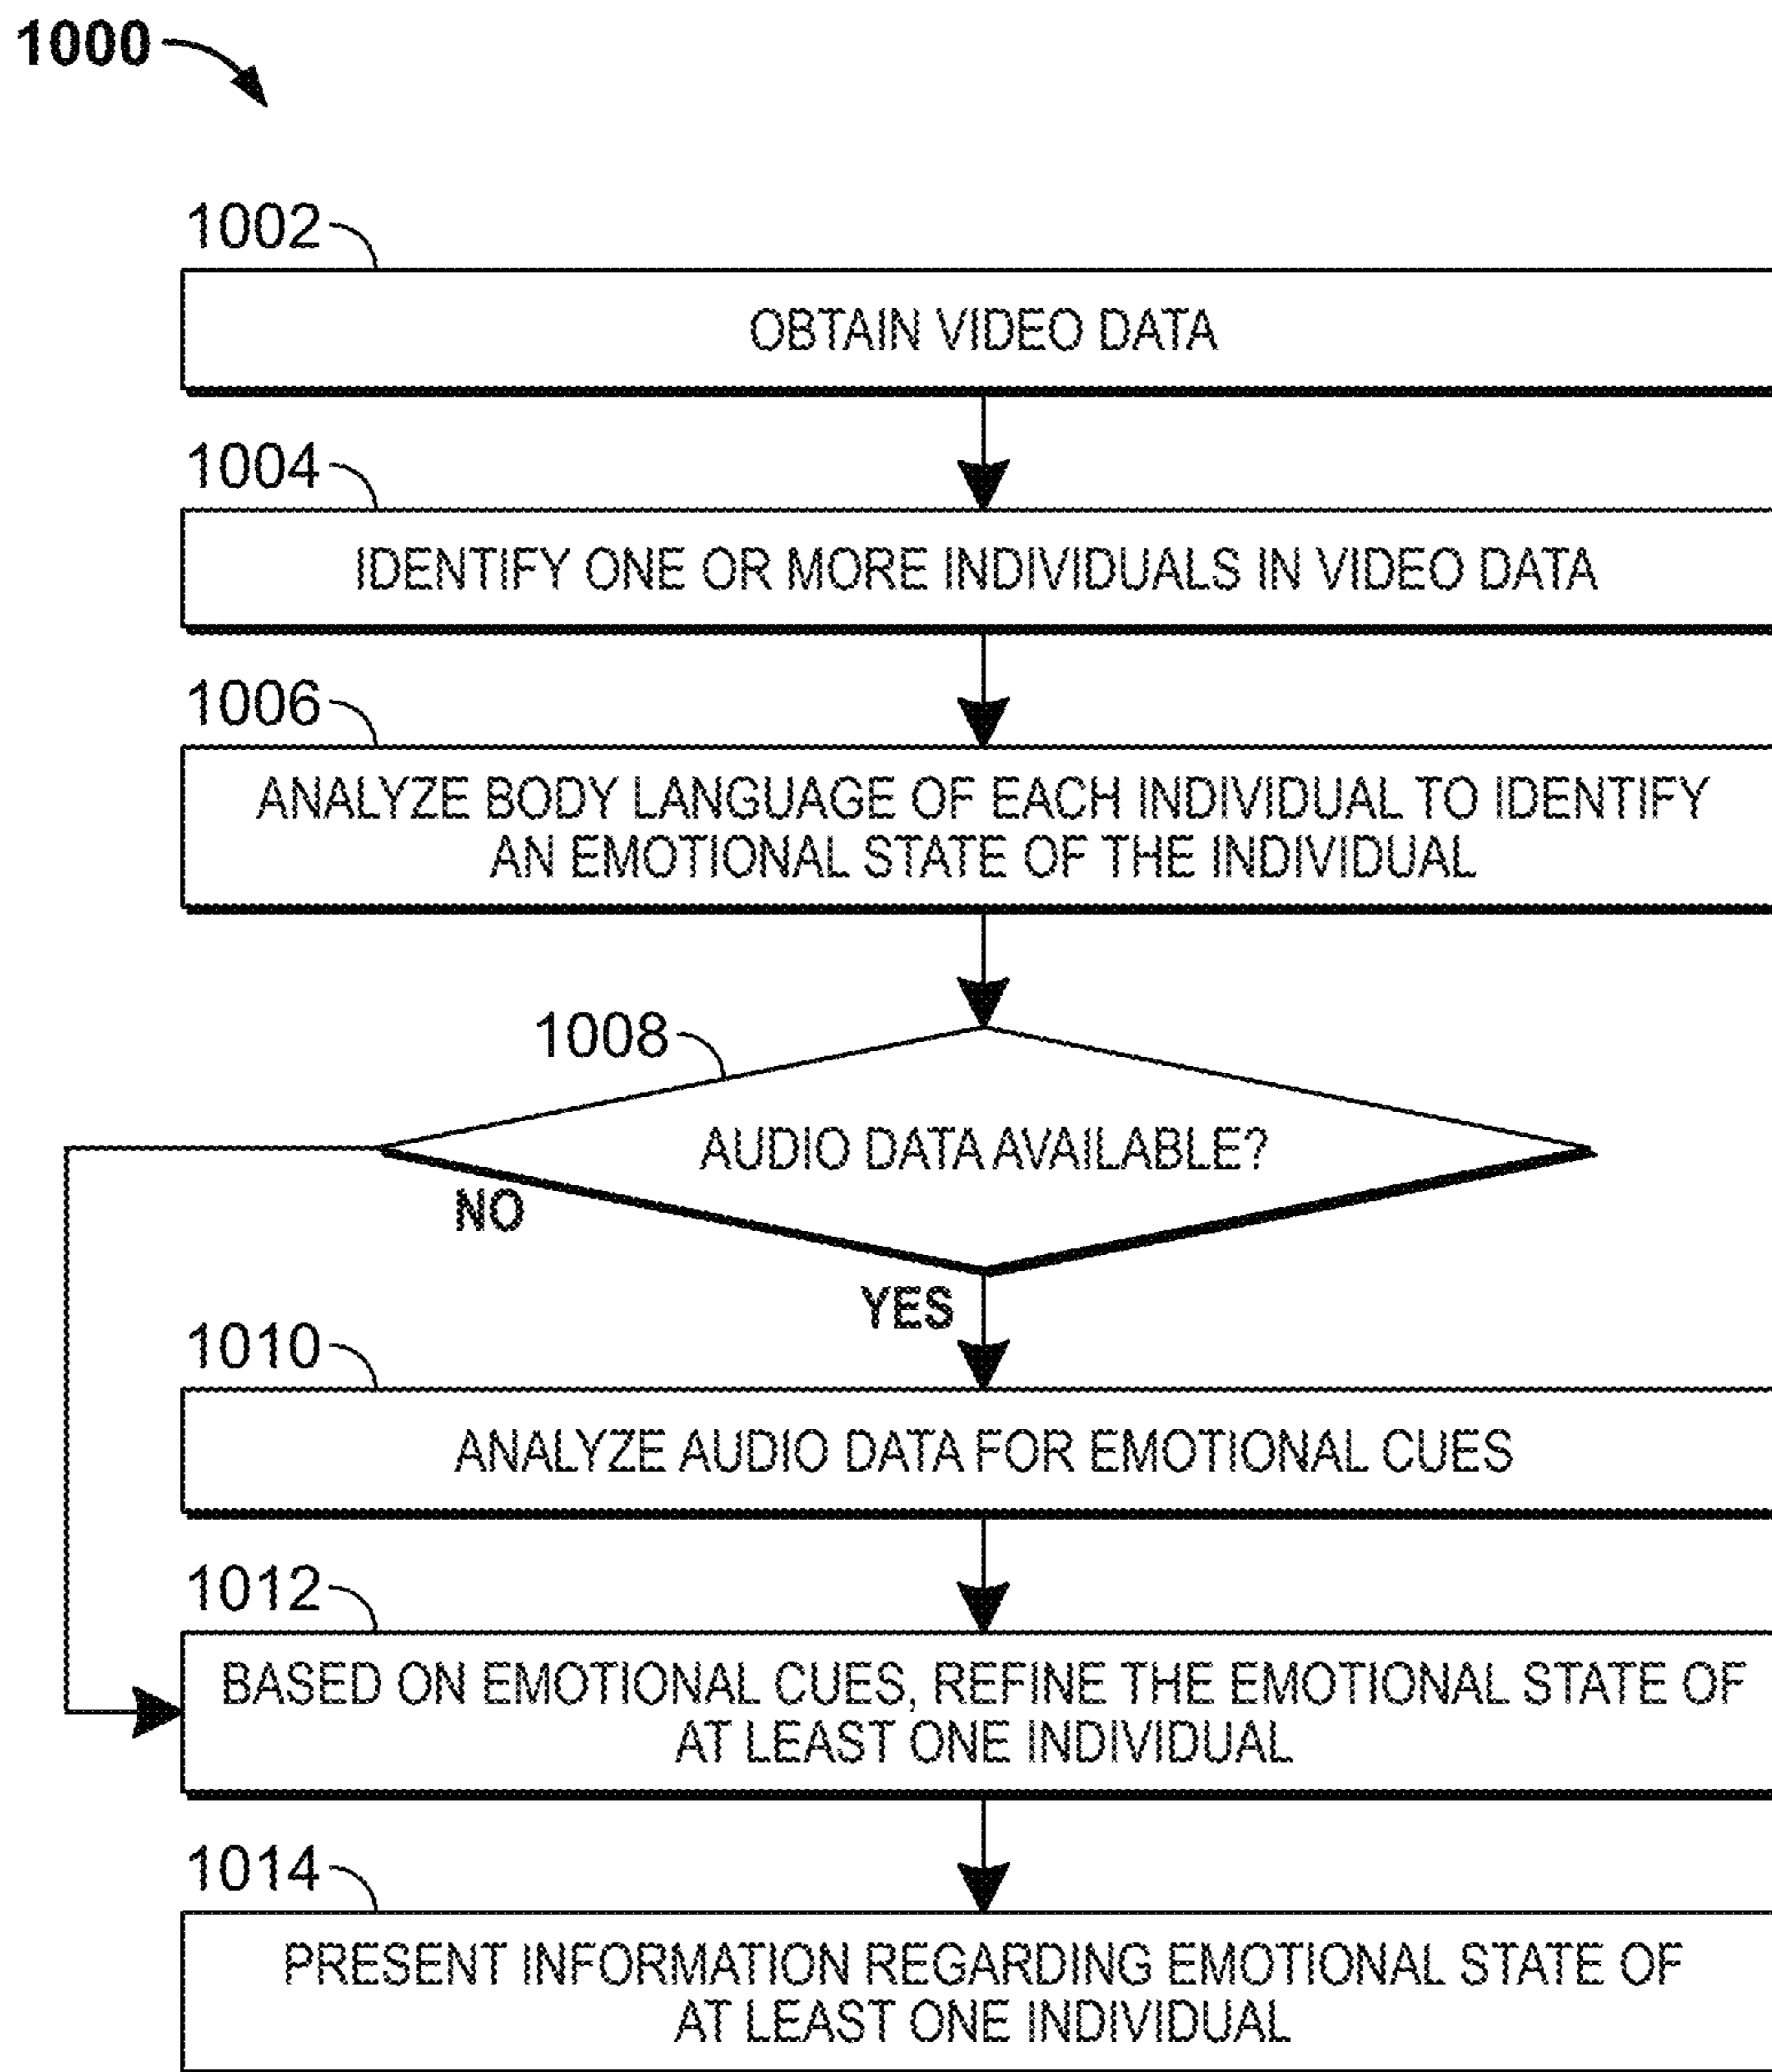 1000
1002
OBTAIN VIDEO DATA
1004
IDENTIFY ONE OR MORE INDIVIDUALS IN VIDEO DATA
1006
ANALYZE BODY LANGUAGE OF EACH INDIVIDUAL TO IDENTIFY
AN EMOTIONAL STATE OF THE INDIVIDUAL
1008
AUDIO DATA AVAILABLE?
NO
YES
1010
ANALYZE AUDIO DATA FOR EMOTIONAL CUES
1012
BASED ON EMOTIONAL CUES, REFINE THE EMOTIONAL STATE OF
AT LEAST ONE INDIVIDUAL
1014
PRESENT INFORMATION REGARDING EMOTIONAL STATE OF
AT LEAST ONE INDIVIDUAL